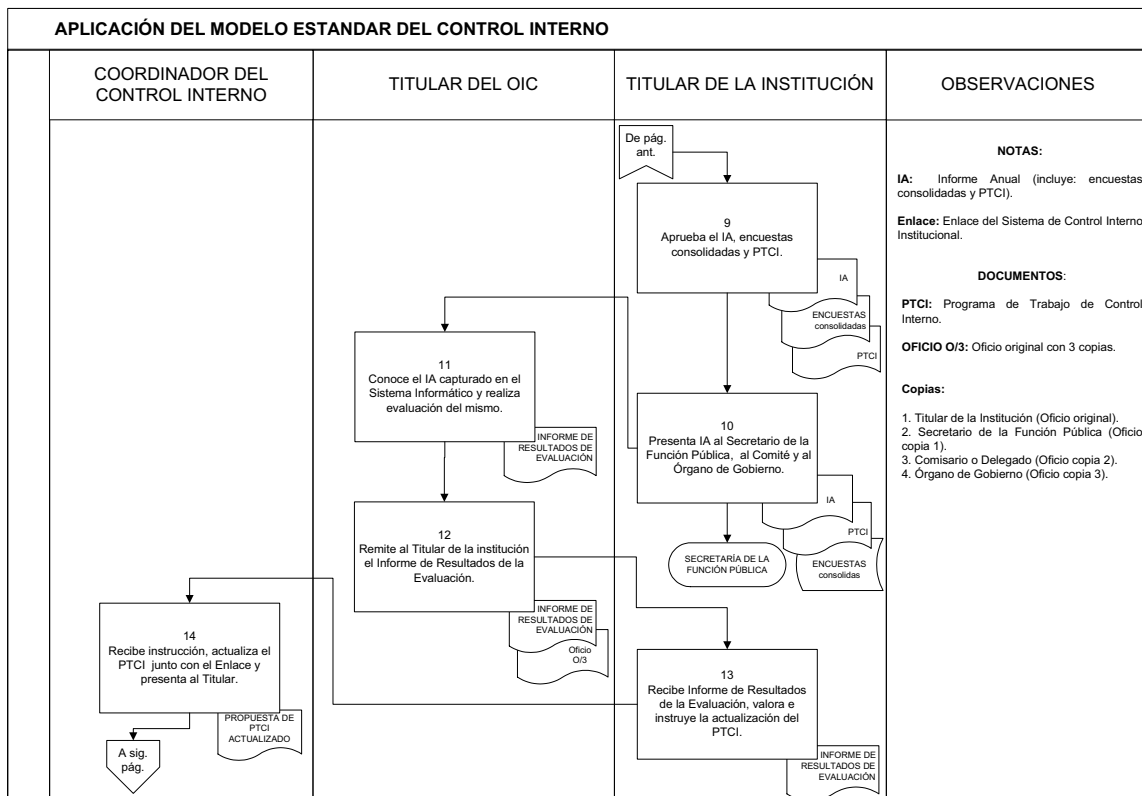 APLICACIÓN DEL MODELO ESTANDAR DEL CONTROL INTERNO
COORDINADOR DEL
CONTROL INTERNO
TITULAR DEL OIC
TITULAR DE LA INSTITUCIÓN
OBSERVACIONES
De pág.
ant.
9
Aprueba el IA, encuestas
consolidadas y PTCI.
IA
ENCUESTAS
consolidadas
PTCI
10
Presenta IA al Secretario de la
Función Pública, al Comité y al
Órgano de Gobierno.
IA
PTCI
ENCUESTAS
consolidas
SECRETARÍA DE LA
FUNCIÓN PÚBLICA
11
Conoce el IA capturado en el
Sistema Informático y realiza
evaluación del mismo.
INFORME DE
RESULTADOS DE
EVALUACIÓN
12
Remite al Titular de la institución
el Informe de Resultados de la
Evaluación.
INFORME DE
RESULTADOS DE
EVALUACIÓN
Oficio
O/3
13
Recibe Informe de Resultados
de la Evaluación, valora e
instruye la actualización del
PTCI.
INFORME DE
RESULTADOS DE
EVALUACIÓN
14
Recibe instrucción, actualiza el
PTCI junto con el Enlace y
presenta al Titular.
PROPUESTA DE
PTCI
ACTUALIZADO
A sig.
pág.
NOTAS:
IA: Informe Anual (incluye: encuestas
consolidadas y PTCI).
Enlace: Enlace del Sistema de Control Interno
Institucional.
DOCUMENTOS:
PTCI: Programa de Trabajo de Control
Interno.
OFICIO O/3: Oficio original con 3 copias.
Copias:
1. Titular de la Institución (Oficio original).
2. Secretario de la Función Pública (Oficio
copia 1).
3. Comisario o Delegado (Oficio copia 2).
4. Órgano de Gobierno (Oficio copia 3).